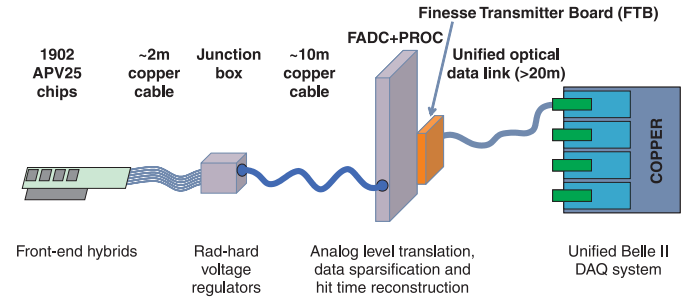 Finesse Transmitter Board (FTB)
1902
APV25
chips
~2m
copper
cable
Junction
box
~10m
copper
cable
FADC+PROC
Unified optical
data link (>20m)
COPPER
Front-end hybrids
Rad-hard
voltage
regulators
Analog level translation,
data sparsification and
hit time reconstruction
Unified Belle II
DAQ system